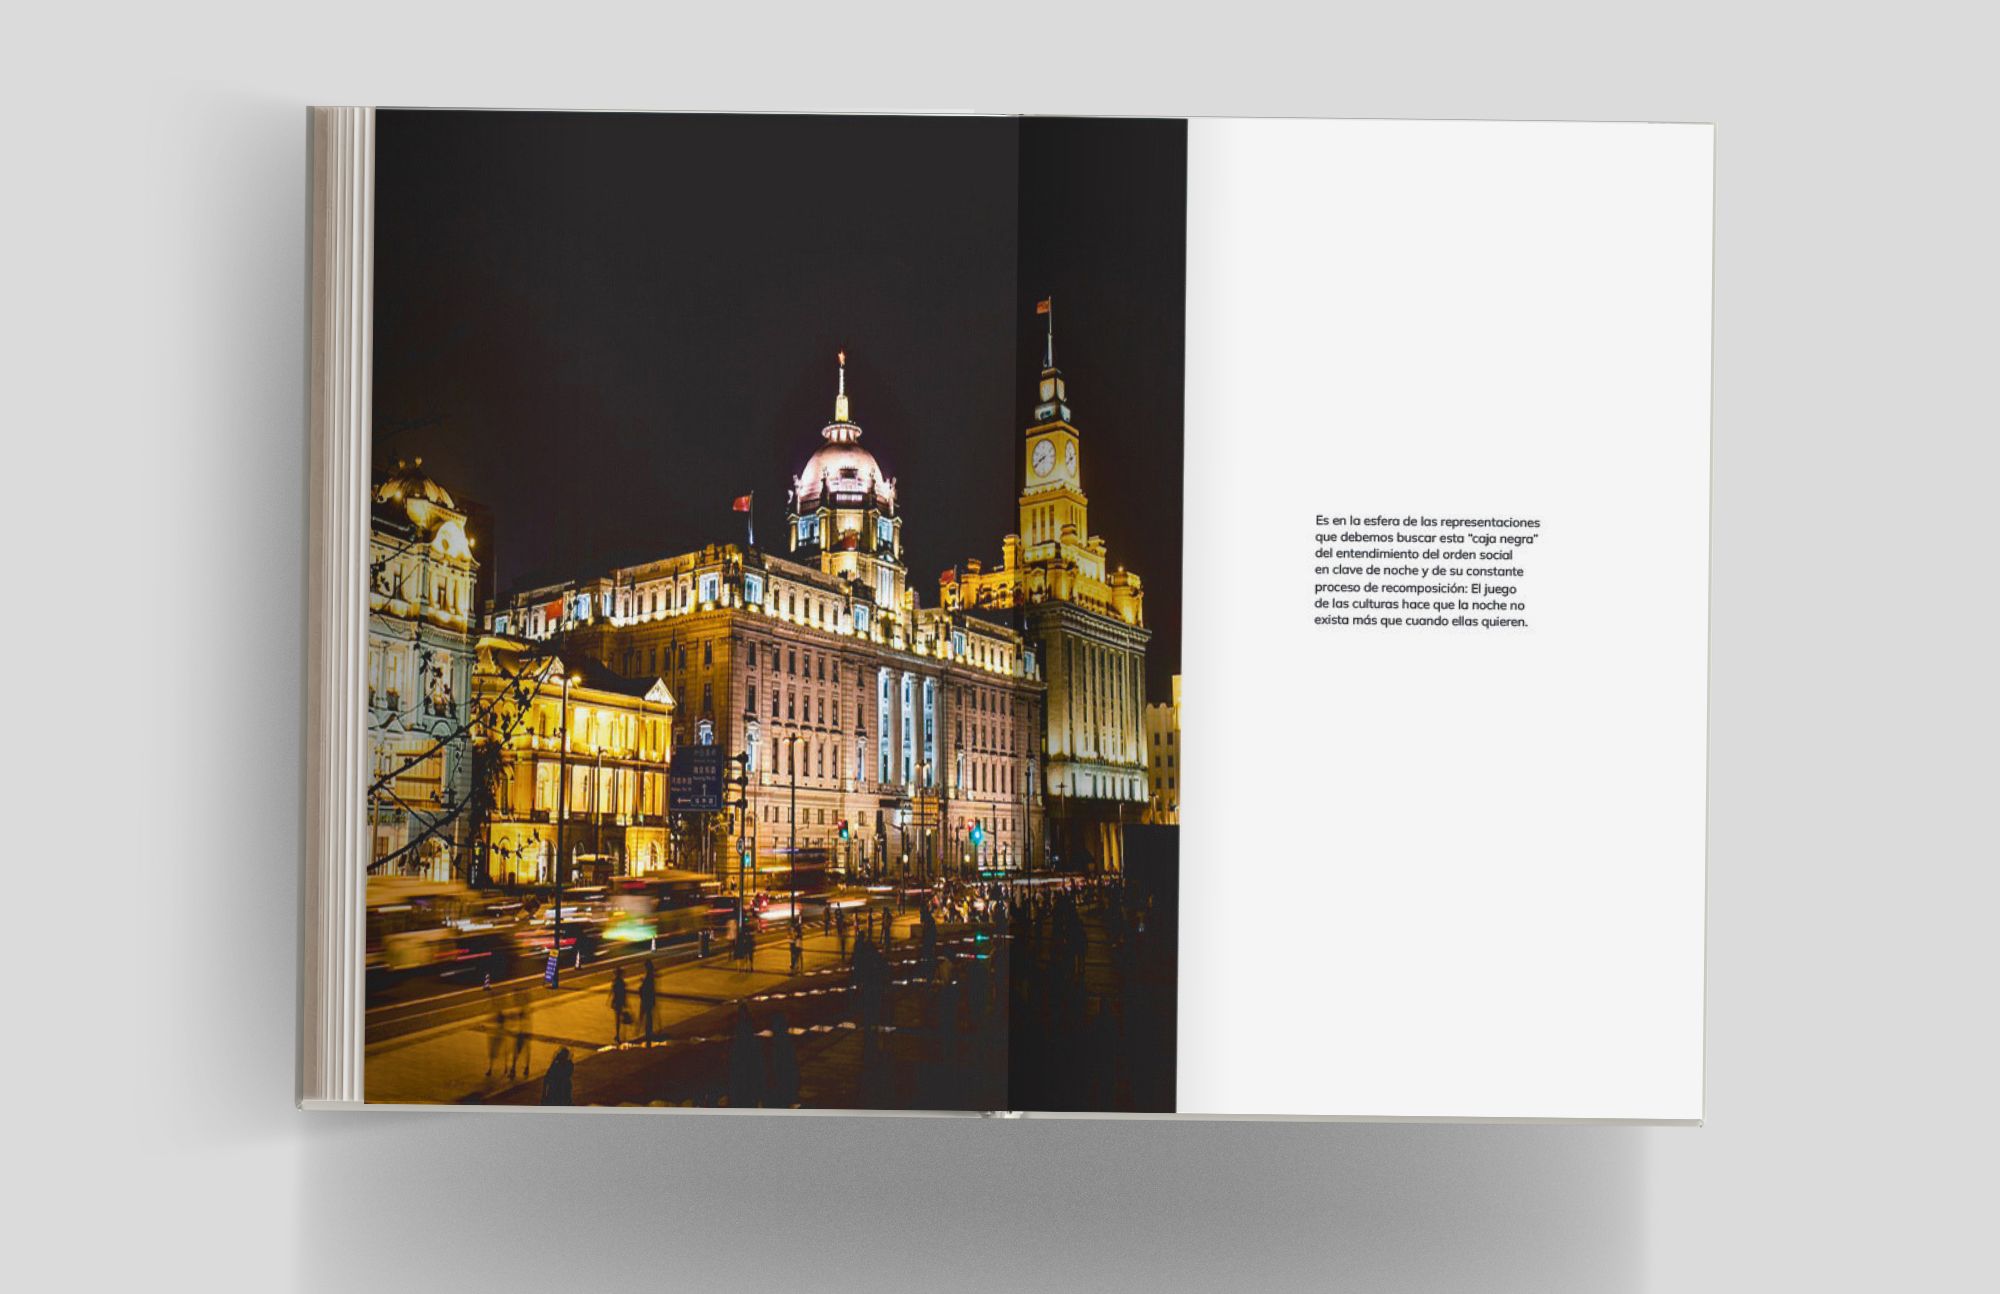 Es en la esfera de las representaciones
que debemos buscar esta "caja negra"
del entendimiento del orden social
en clave de noche y de su constante
proceso de recomposición: El juego
de las culturas hace que la noche no
exista más que cuando ellas quieren.